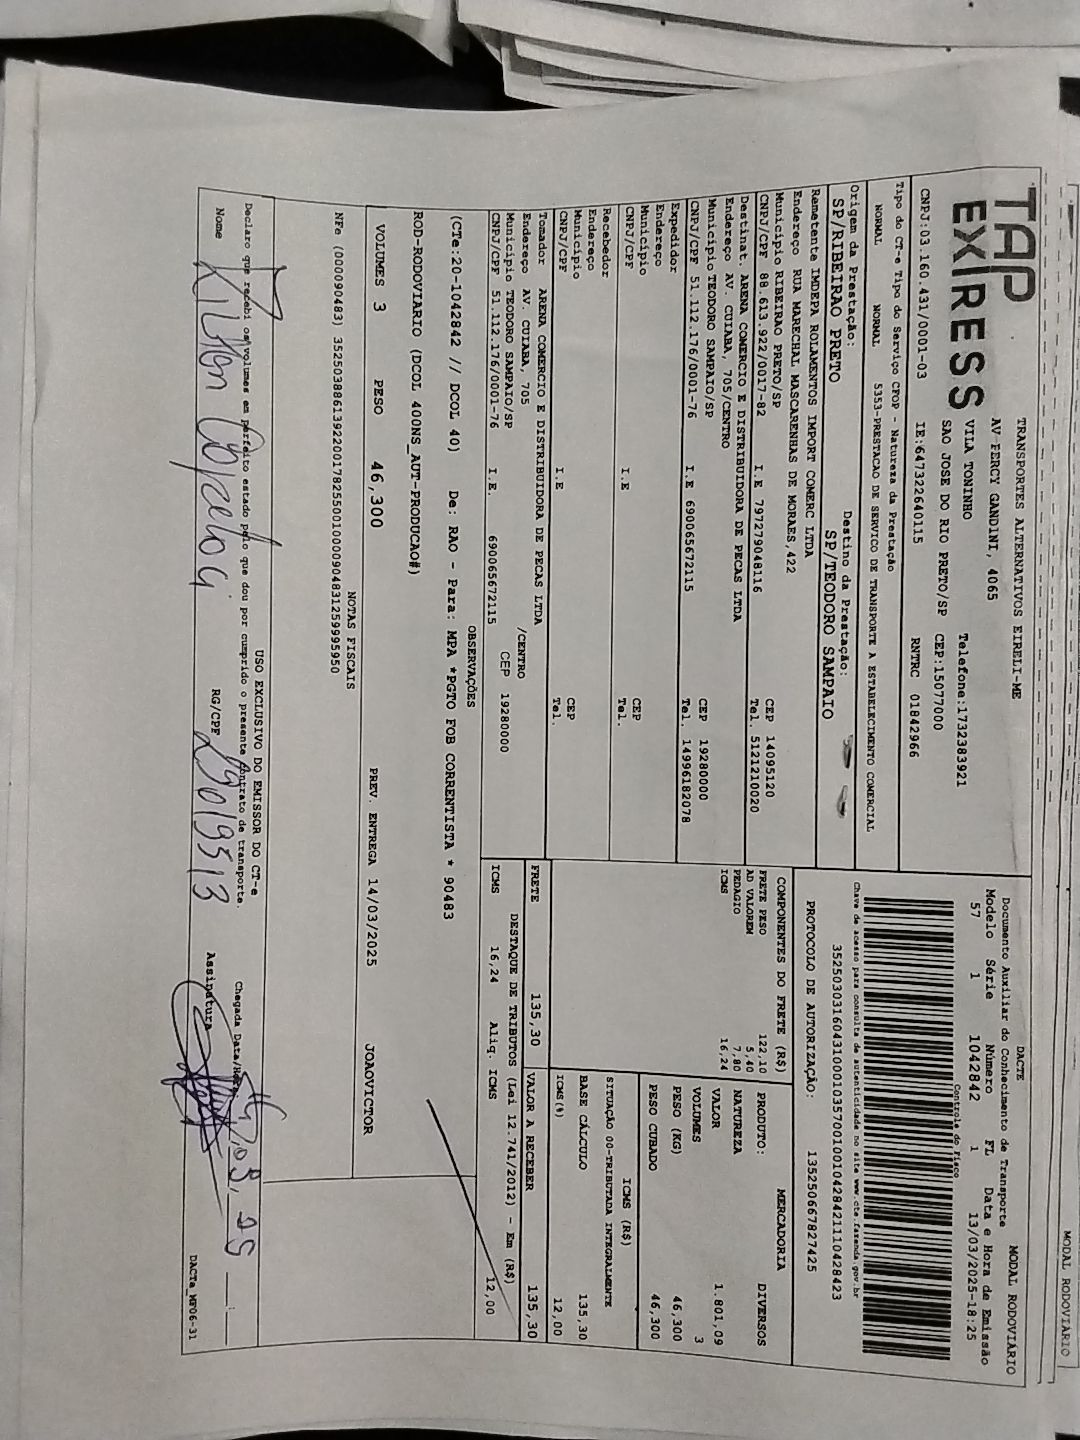 MODAL RODOVIÁRIO
TAP EXPRESS
TRANSPORTES ALTERNATIVOS EIRELI-ME
AV PERCY GANDINI, 4065
VILA TONINHO Telefone:1732383921
SAO JOSE DO RIO PRETO/SP CEP:15077000
CNPJ:03.160.431/0001-03 IE:647322640115 RNTRC 01842966
Tipo do CT-e Tipo do Serviço CFOP - Natureza da Prestação
NORMAL NORMAL 5353-PRESTACAO DE SERVICO DE TRANSPORTE A ESTABELECIMENTO COMERCIAL
Origem da Prestação: Destino da Prestação:
SP/RIBEIRAO PRETO SP/TEODORO SAMPAIO
Remetente IMDEPA ROLAMENTOS IMPORT COMERC LTDA
Endereço RUA MARECHAL MASCARENHAS DE MORAES,422
Município RIBEIRAO PRETO/SP CEP 14095120
CNPJ/CPF 88.613.922/0017-82 I.E 797279048116 Tel. 5121210020
Destinat. ARENA COMERCIO E DISTRIBUIDORA DE PECAS LTDA
Endereço AV. CUIABA, 705/CENTRO
Município TEODORO SAMPAIO/SP CEP 19280000
CNPJ/CPF 51.112.176/0001-76 I.E 690065672115 Tel. 14996182078
Expedidor
Endereço
Município CEP
CNPJ/CPF I.E Tel.
Recebedor
Endereço
Município CEP
CNPJ/CPF I.E Tel.
Tomador ARENA COMERCIO E DISTRIBUIDORA DE PECAS LTDA
Endereço AV. CUIABA, 705 /CENTRO
Município TEODORO SAMPAIO/SP CEP 19280000
CNPJ/CPF 51.112.176/0001-76 I.E. 690065672115
DACTE MODAL RODOVIÁRIO
Documento Auxiliar do Conhecimento de Transporte
Modelo Série Número FL Data e Hora de Emissão
57 1 1042842 1 13/03/2025-18:25
Controle do Fisco
Chave de acesso para consulta de autenticidade no site www.cte.fazenda.gov.br
35250303160431000103570010010428421110428423
PROTOCOLO DE AUTORIZAÇÃO: 135250667827425
COMPONENTES DO FRETE (R$)
FRETE PESO 122,10
AD VALOREM 5,40
PEDAGIO 7,80
ICMS 16,24
MERCADORIA
PRODUTO: DIVERSOS
NATUREZA
VALOR 1.801,09
VOLUMES 3
PESO (KG) 46,300
PESO CUBADO 46,300
ICMS (R$)
SITUAÇÃO 00-TRIBUTADA INTEGRALMENTE
BASE CÁLCULO 135,30
ICMS(%) 12,00
FRETE 135,30 VALOR A RECEBER 135,30
DESTAQUE DE TRIBUTOS (Lei 12.741/2012) - Em (R$)
ICMS 16,24 Aliq. ICMS 12,00
OBSERVAÇÕES
(CTe:20-1042842 // DCOL 40) De: RAO - Para: MPA *PGTO FOB CORRENTISTA * 90483
ROD-RODOVIARIO (DCOL 400NS_AUT-PRODUCAO#)
VOLUMES 3 PESO 46,300 PREV. ENTREGA 14/03/2025 JOAOVICTOR
NOTAS FISCAIS
NFe (000090483) 35250388613922001782550010000904831259995950
USO EXCLUSIVO DO EMISSOR DO CT-e
Declaro que recebi os volumes em perfeito estado pelo que dou por cumprido o presente contrato de transporte.
Nome RG/CPF Assinatura Chegada Data/Hora
DACTe_MF06-31